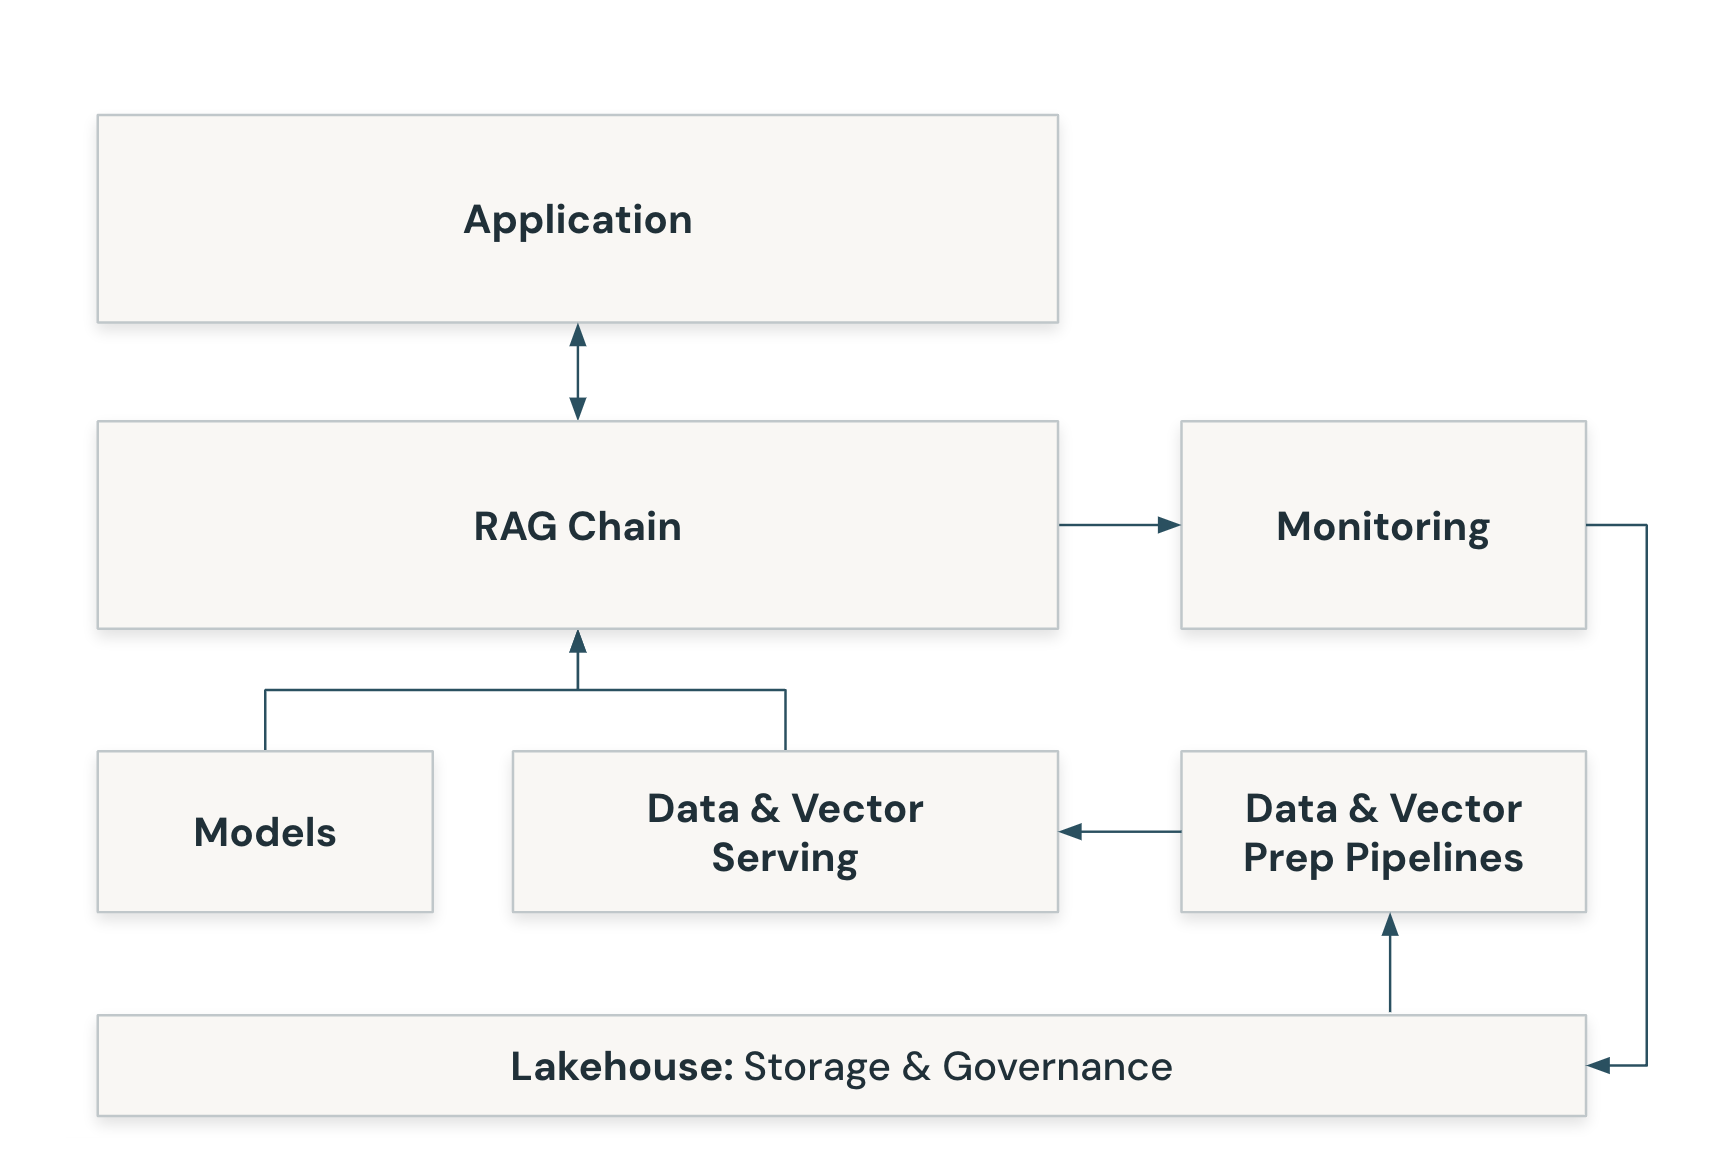 Application
RAG Chain
Monitoring
Models
Data & Vector
Serving
Data & Vector
Prep Pipelines
Lakehouse: Storage & Governance